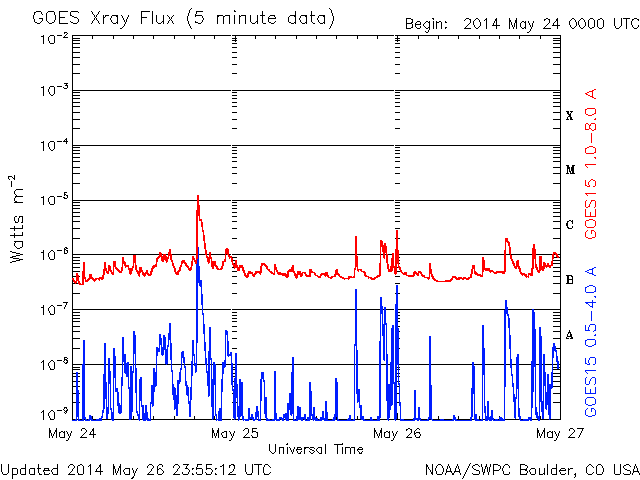 GOES Xray Flux (5 minute data)
Begin: 2014 May 24 0000 UTC
10⁻²
10⁻³
10⁻⁴
10⁻⁵
10⁻⁶
10⁻⁷
10⁻⁸
10⁻⁹
Watts m⁻²
X
M
C
B
A
GOES15 1.0-8.0 A
GOES15 0.5-4.0 A
May 24
May 25
May 26
May 27
Universal Time
Updated 2014 May 26 23:55:12 UTC
NOAA/SWPC Boulder, CO USA